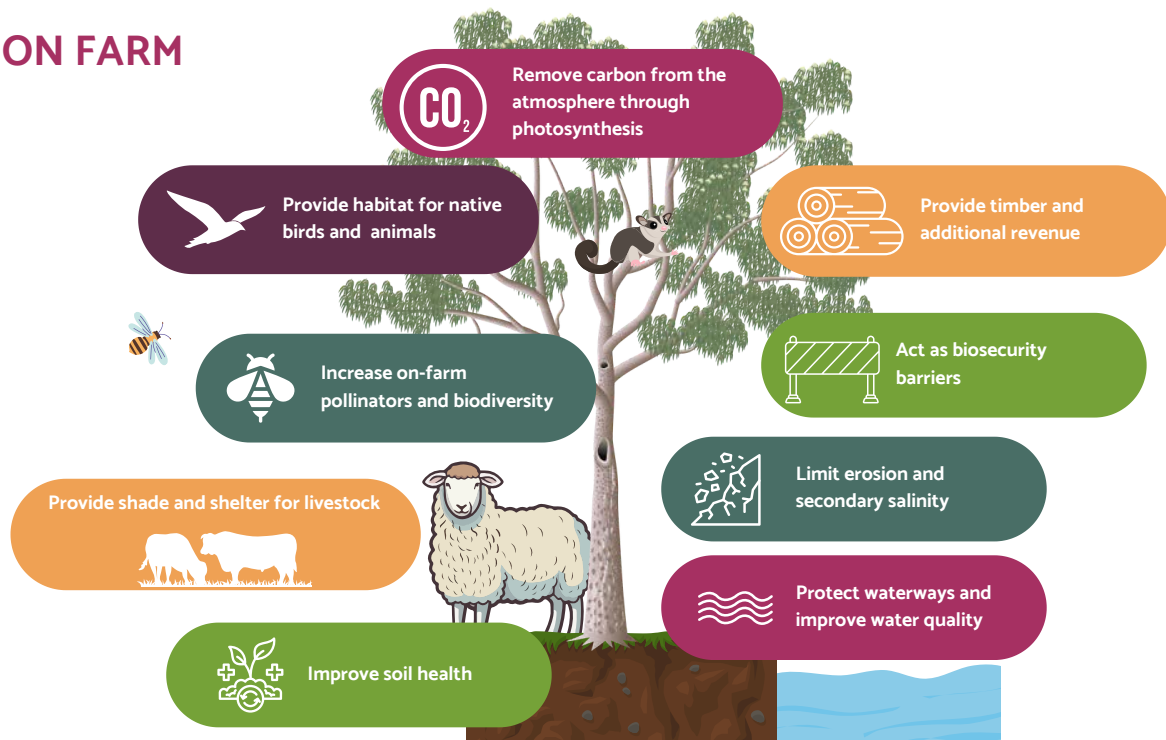 ON FARM
CO₂
Remove carbon from the
atmosphere through
photosynthesis
Provide habitat for native
birds and animals
Provide timber and
additional revenue
Increase on-farm
pollinators and biodiversity
Act as biosecurity
barriers
Provide shade and shelter for livestock
Limit erosion and
secondary salinity
Protect waterways and
improve water quality
Improve soil health